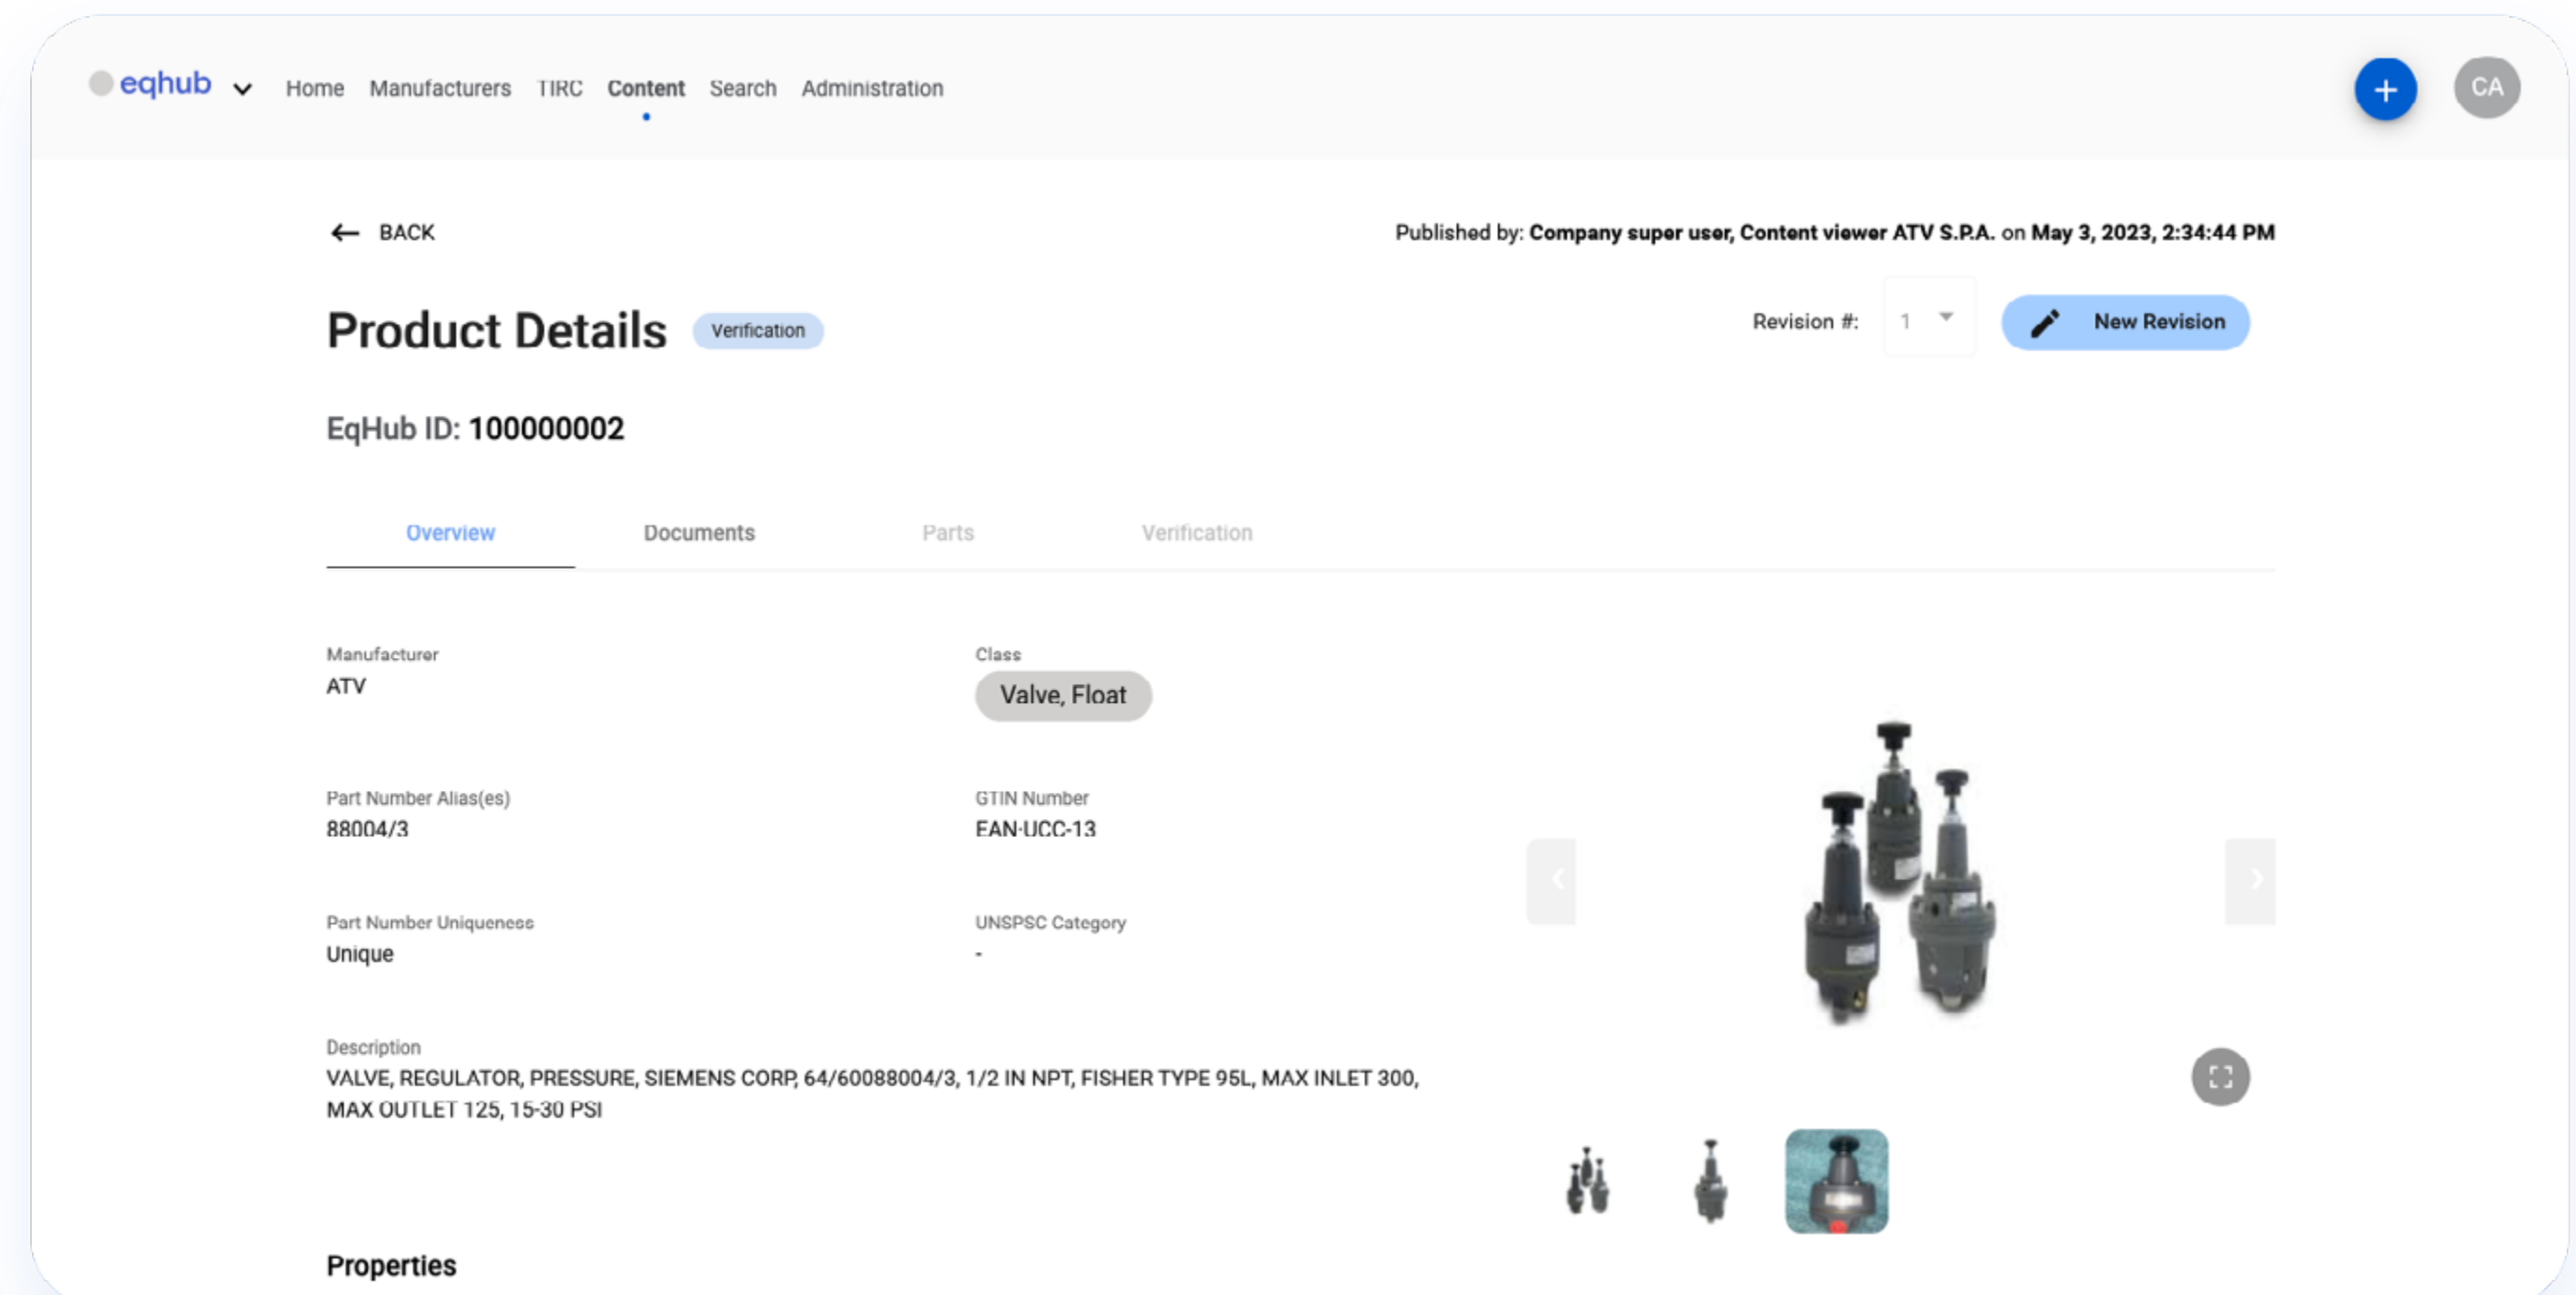 eqhub Home Manufacturers TIRC Content Search Administration + CA
BACK Published by: Company super user, Content viewer ATV S.P.A. on May 3, 2023, 2:34:44 PM
Product Details Verification Revision #: 1 New Revision
EqHub ID: 100000002
Overview Documents Parts Verification
Manufacturer Class
ATV Valve, Float
Part Number Alias(es) GTIN Number
88004/3 EAN-UCC-13
Part Number Uniqueness UNSPSC Category
Unique -
Description
VALVE, REGULATOR, PRESSURE, SIEMENS CORP, 64/60088004/3, 1/2 IN NPT, FISHER TYPE 95L, MAX INLET 300,
MAX OUTLET 125, 15-30 PSI
Properties